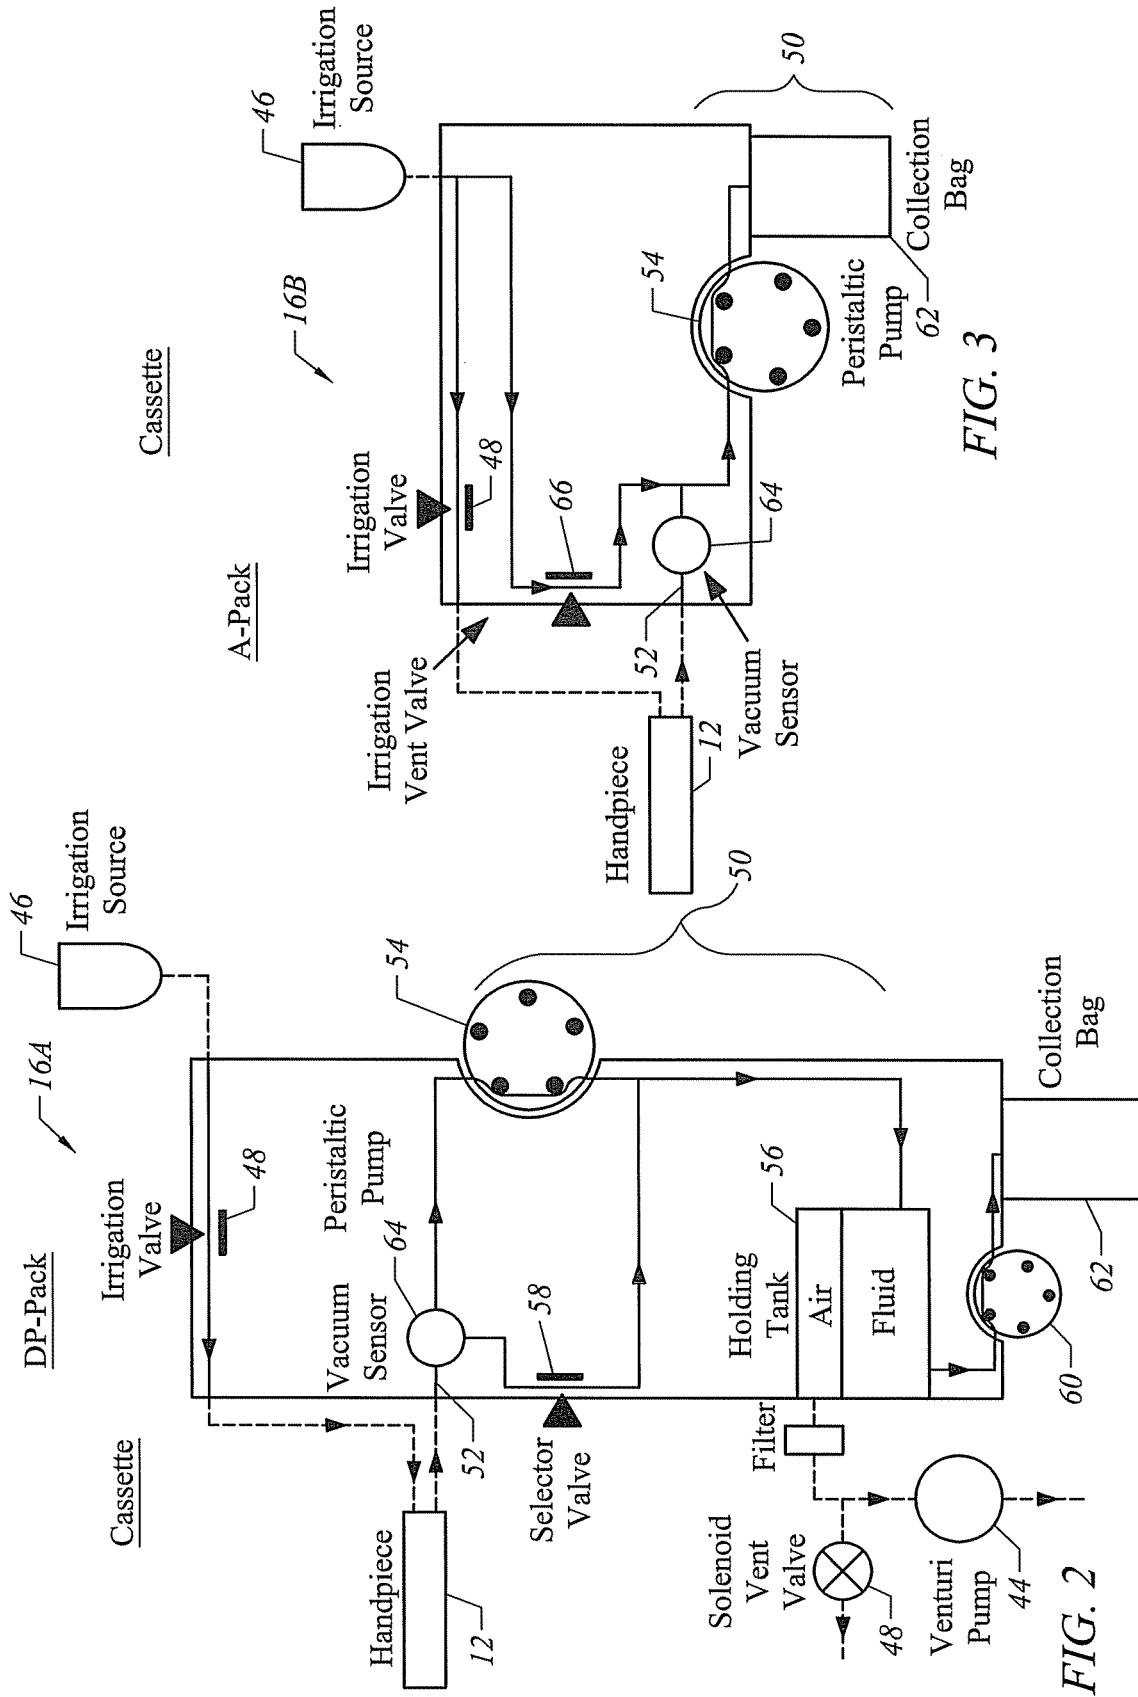 Cassette
DP-Pack
16A
46
Irrigation
Source
Irrigation
Valve
48
Handpiece
12
52
Vacuum
Sensor
64
Peristaltic
Pump
54
Selector
Valve
58
50
Solenoid
Vent
Valve
48
Filter
Holding
Tank
56
Air
Fluid
Venturi
Pump
44
60
62
Collection
Bag
FIG. 2
Cassette
A-Pack
16B
46
Irrigation
Source
Irrigation
Valve
48
Irrigation
Vent Valve
66
Handpiece
12
52
Vacuum
Sensor
64
54
Peristaltic
Pump
62
Collection
Bag
50
FIG. 3